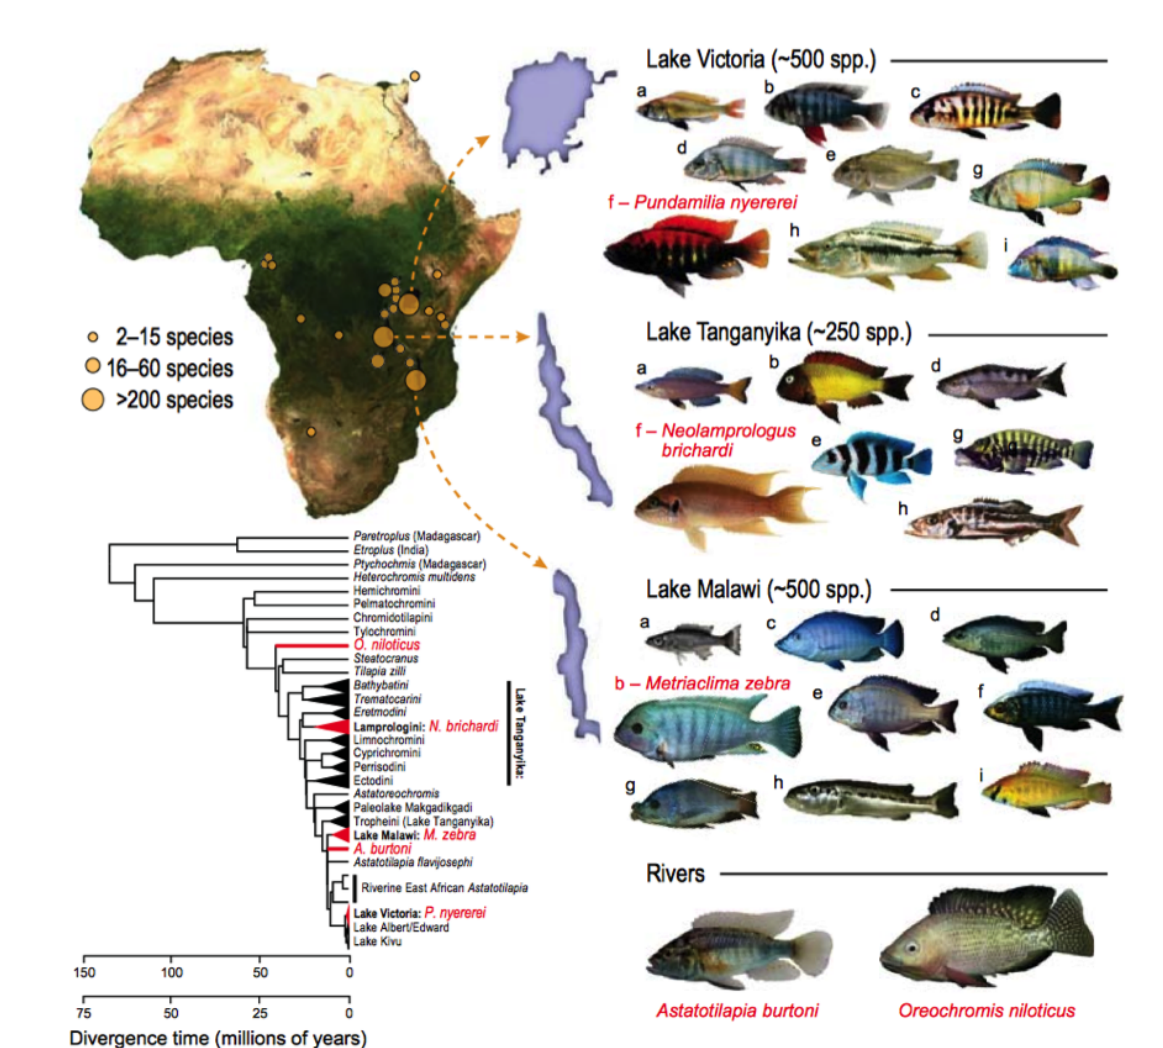 Lake Victoria (~500 spp.)
a
b
c
d
e
g
f – Pundamilia nyererei
h
i
2–15 species
16–60 species
>200 species
Lake Tanganyika (~250 spp.)
a
b
d
f – Neolamprologus
brichardi
e
g
h
Lake Malawi (~500 spp.)
a
c
d
b – Metriaclima zebra
e
f
g
h
i
Rivers
Astatotilapia burtoni
Oreochromis niloticus
Paretroplus (Madagascar)
Etroplus (India)
Ptychochmis (Madagascar)
Heterochromis multidens
Hemichromini
Pelmatochromini
Chromidotilapini
Tylochromini
O. niloticus
Steatocranus
Tilapia zilli
Bathybatini
Trematocarini
Eretmodini
Lamprologini: N. brichardi
Limnochromini
Cyprichromini
Perrisodini
Ectodini
Lake Tanganyika:
Astatoreochromis
Paleolake Makgadikgadi
Tropheini (Lake Tanganyika)
Lake Malawi: M. zebra
A. burtoni
Astatotilapia flavijosephi
Riverine East African Astatotilapia
Lake Victoria: P. nyererei
Lake Albert/Edward
Lake Kivu
150 100 50 0
75 50 25 0
Divergence time (millions of years)